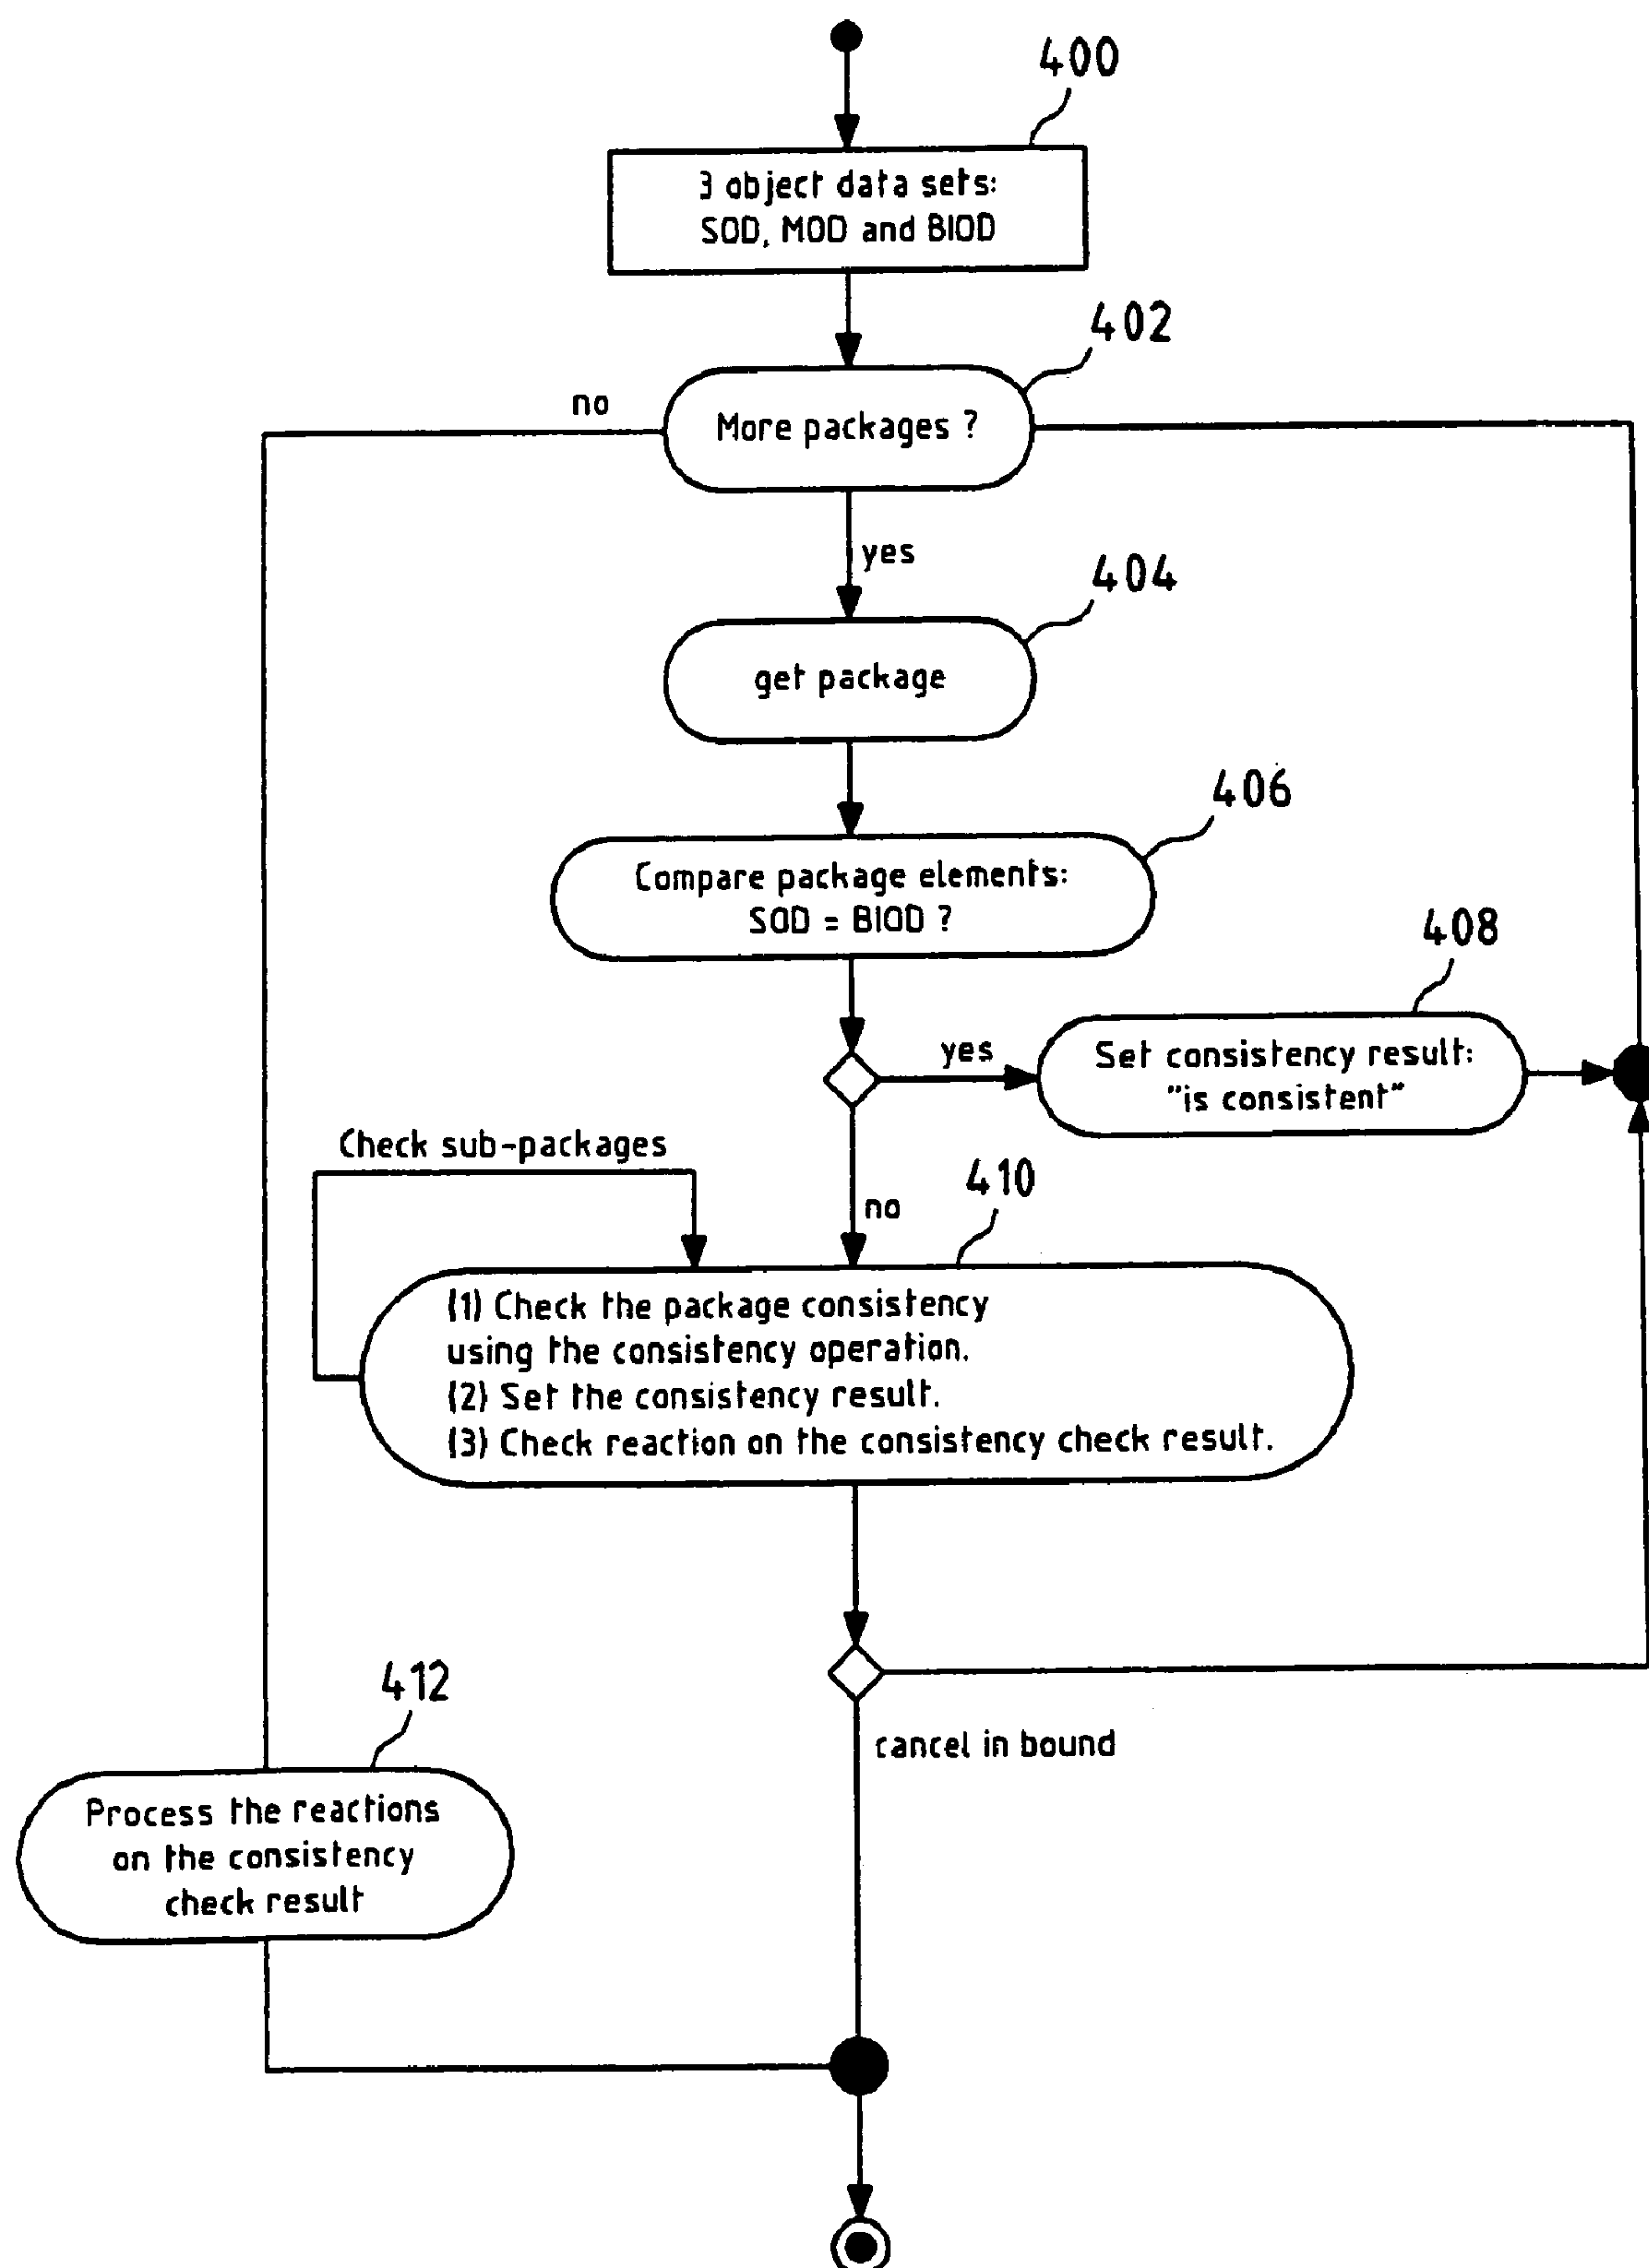 400
3 object data sets:
SOD, MOD and BIOD
402
no
More packages ?
yes
404
get package
406
Compare package elements:
SOD = BIOD ?
408
yes
Set consistency result:
"is consistent"
Check sub-packages
410
no
(1) Check the package consistency
using the consistency operation.
(2) Set the consistency result.
(3) Check reaction on the consistency check result.
412
cancel in bound
Process the reactions
on the consistency
check result